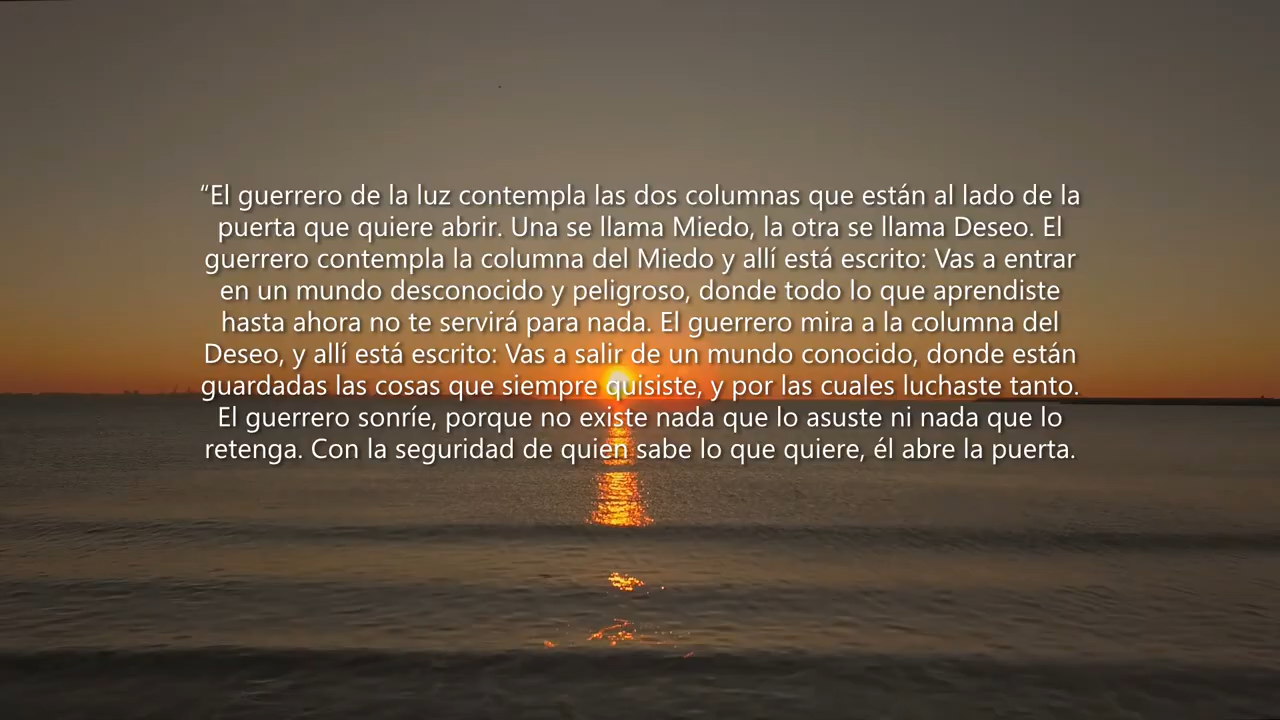 “El guerrero de la luz contempla las dos columnas que están al lado de la
puerta que quiere abrir. Una se llama Miedo, la otra se llama Deseo. El
guerrero contempla la columna del Miedo y allí está escrito: Vas a entrar
en un mundo desconocido y peligroso, donde todo lo que aprendiste
hasta ahora no te servirá para nada. El guerrero mira a la columna del
Deseo, y allí está escrito: Vas a salir de un mundo conocido, donde están
guardadas las cosas que siempre quisiste, y por las cuales luchaste tanto.
El guerrero sonríe, porque no existe nada que lo asuste ni nada que lo
retenga. Con la seguridad de quien sabe lo que quiere, él abre la puerta.